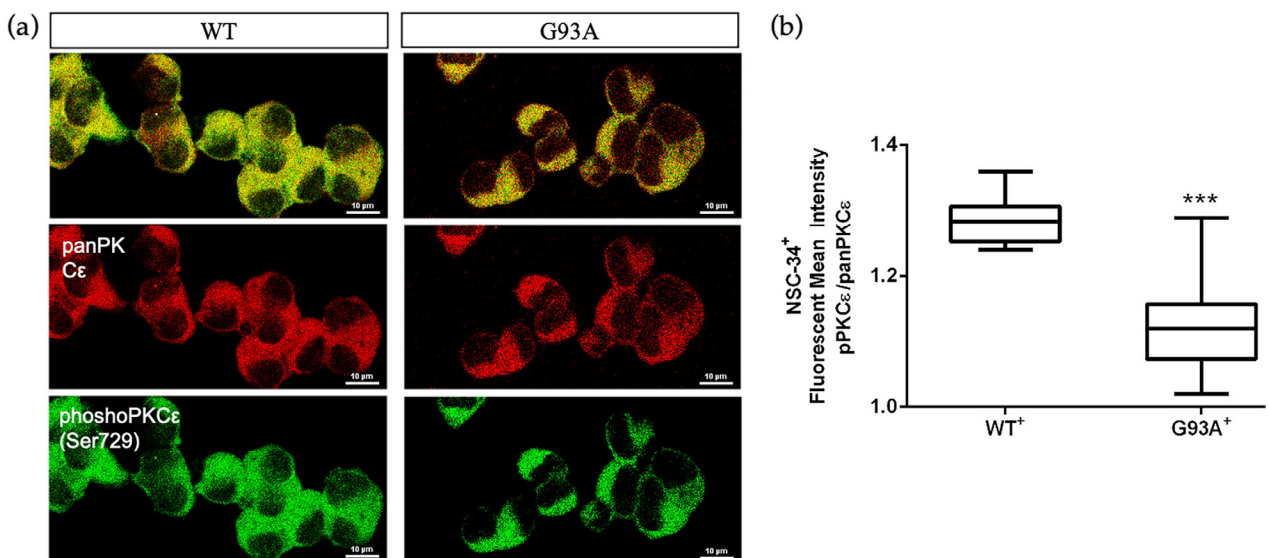 (a)
WT
G93A
(b)
10 µm
10 µm
panPK
Cε
10 µm
10 µm
phoshoPKCε
(Ser729)
10 µm
10 µm
NSC-34⁺
Fluorescent Mean Intensity
pPKCε/panPKCε
1.4
1.2
1.0
***
WT⁺
G93A⁺